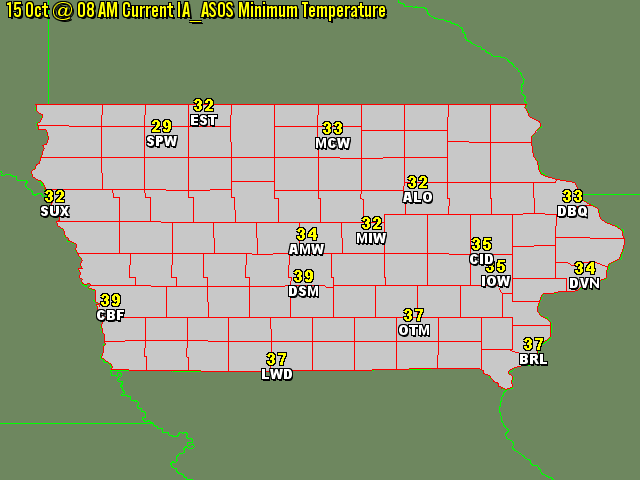 15 Oct @ 08 AM Current IA_ASOS Minimum Temperature
32
EST
29
SPW
33
MCW
32
SUX
32
ALO
33
DBQ
32
MIW
34
AMW
35
CID
35
IOW
34
DVN
39
DSM
39
CBF
37
OTM
37
BRL
37
LWD